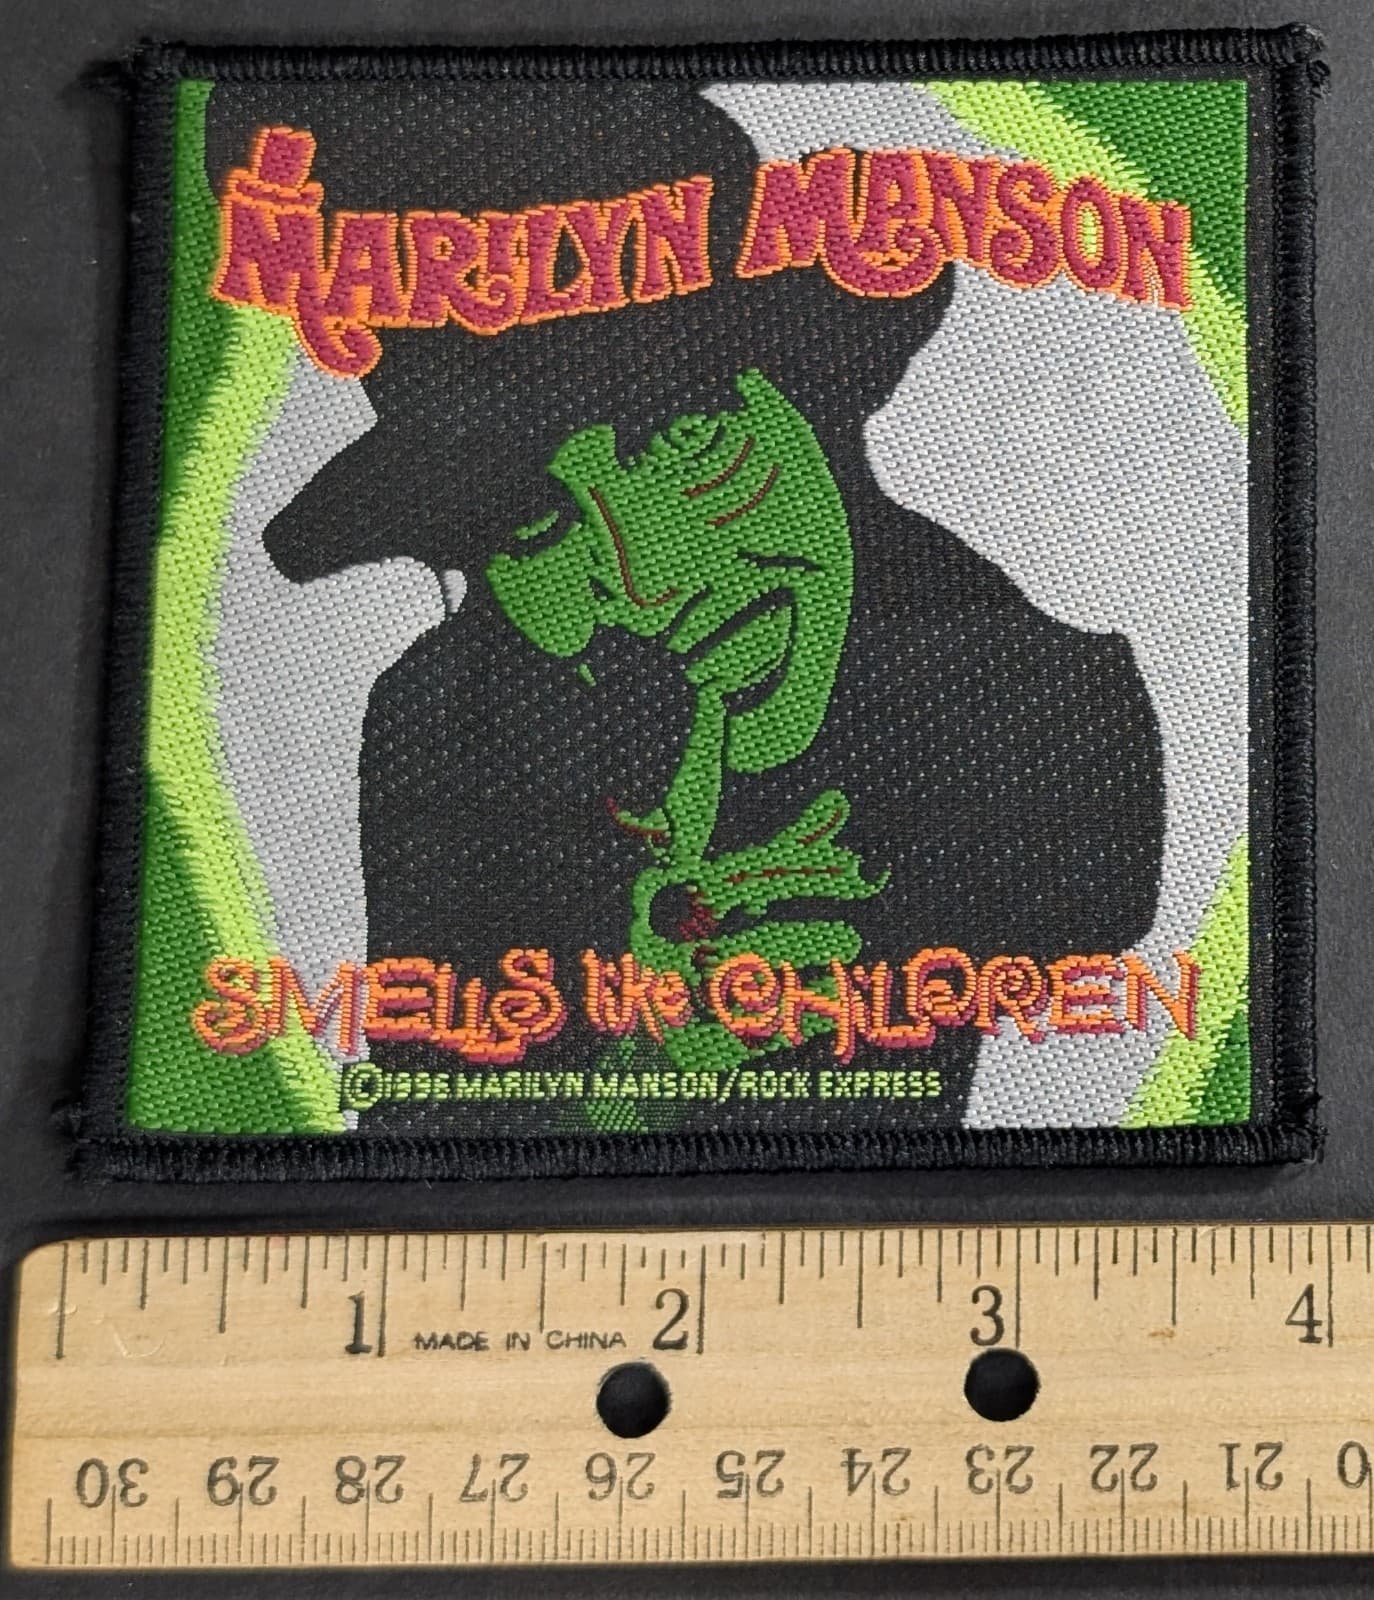 MARILYN MANSON
SMELLS like CHILDREN
©1996 MARILYN MANSON/ROCK EXPRESS
1 2 3 4
MADE IN CHINA
30 29 28 27 26 25 24 23 22 21